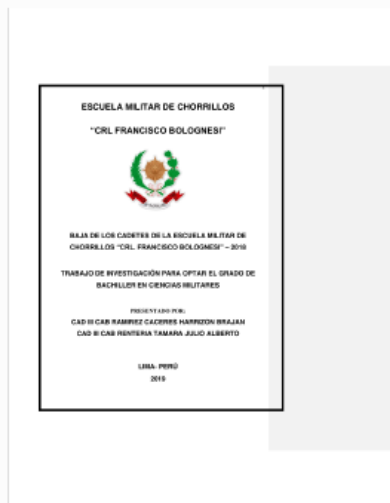 ESCUELA MILITAR DE CHORRILLOS
"CRL FRANCISCO BOLOGNESI"
BAJA DE LOS CADETES DE LA ESCUELA MILITAR DE
CHORRILLOS "CRL. FRANCISCO BOLOGNESI" – 2018
TRABAJO DE INVESTIGACIÓN PARA OPTAR EL GRADO DE
BACHILLER EN CIENCIAS MILITARES
PRESENTADO POR:
CAD III CAB RAMIREZ CACERES HARRIZON BRAJAN
CAD III CAB RENTERIA TAMARA JULIO ALBERTO
LIMA- PERÚ
2019